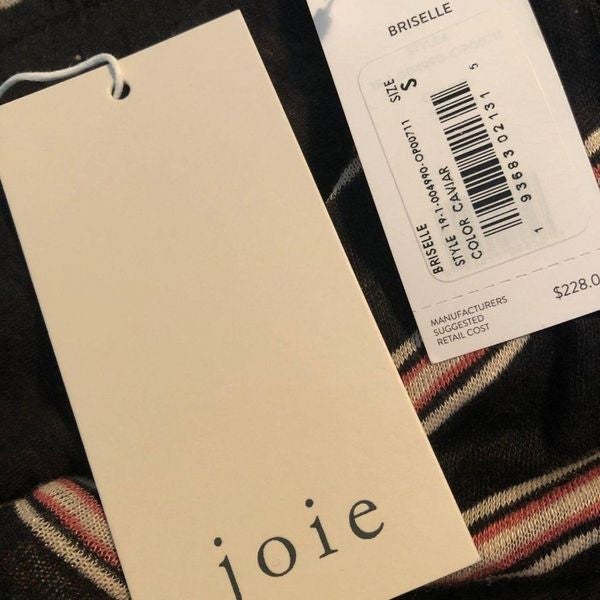 BRISELLE
SIZE S
BRISELLE
STYLE 19-1-004990-OP00711
COLOR CAVIAR
1 93683 02131 5
MANUFACTURERS
SUGGESTED
RETAIL COST
$228.0
joie